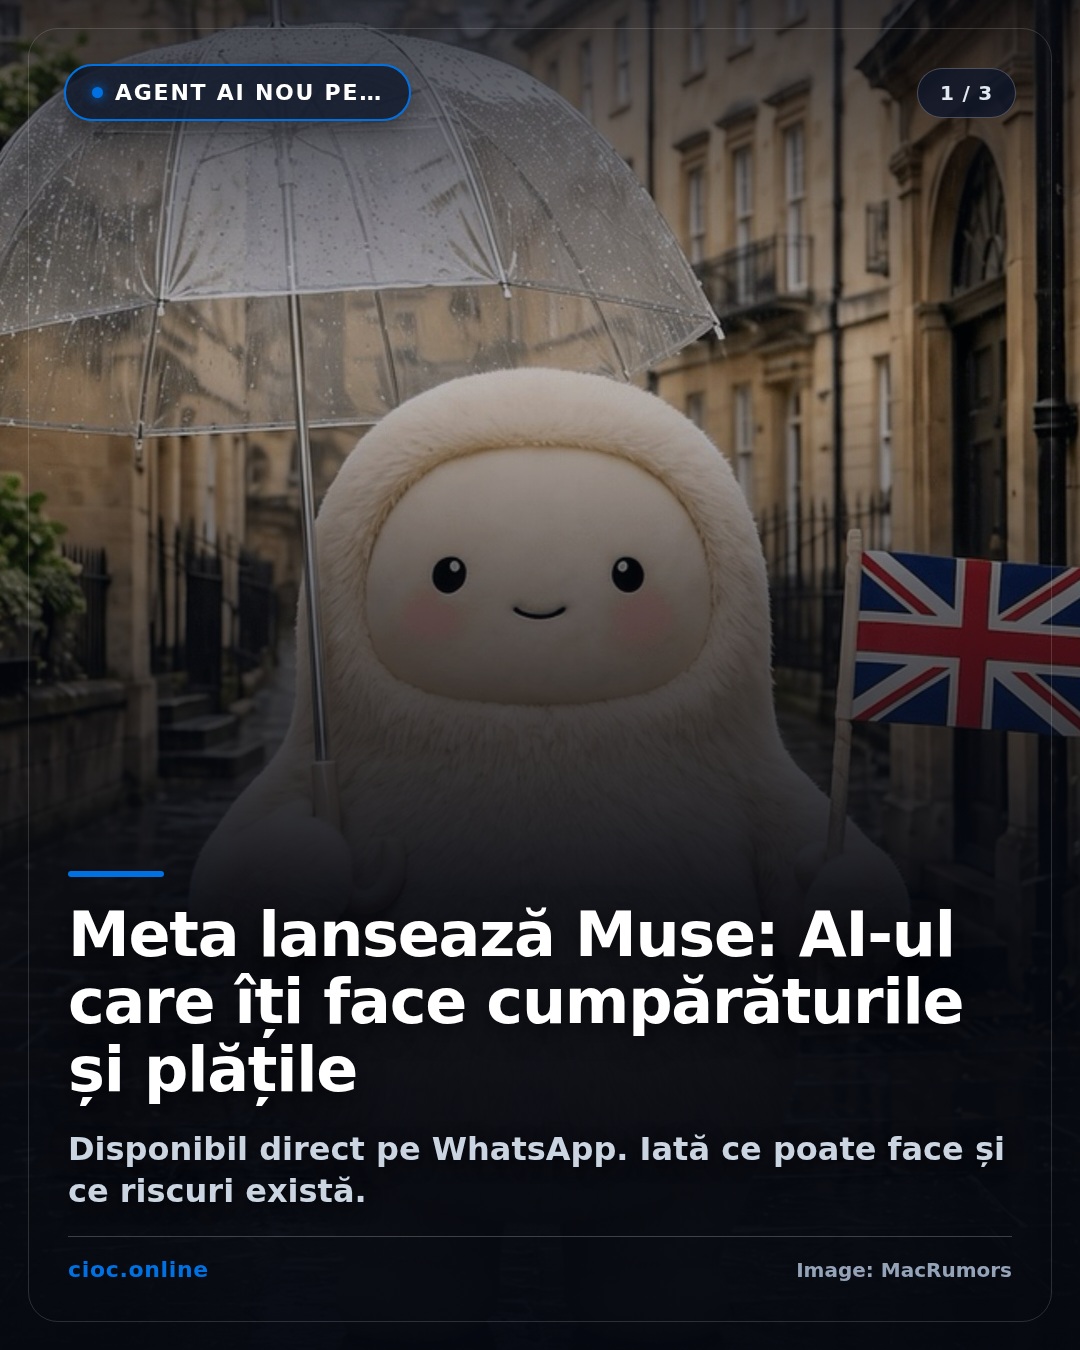 AGENT AI NOU PE…
1 / 3
Meta lansează Muse: AI-ul
care îți face cumpărăturile
și plățile
Disponibil direct pe WhatsApp. Iată ce poate face și
ce riscuri există.
cioc.online
Image: MacRumors